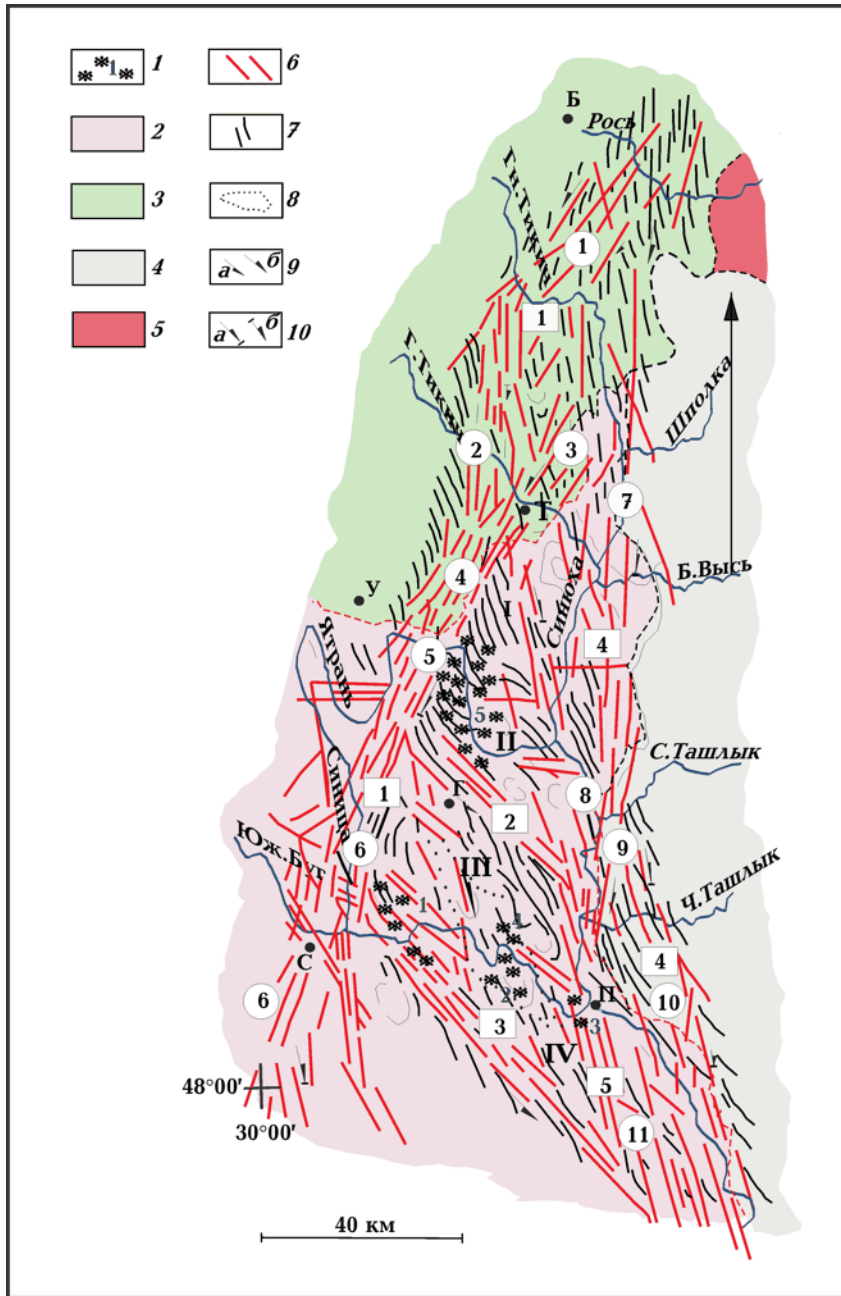 1 1 6
2 7
3 8
4 а б 9
5 а б 10
Б
Рось
Гн.Тикич
1
1
Г.Тикич
Шполка
2
3
7
Т
4
Б.Высь
У
I
Синюха
Ятрань
5
4
5
II
С.Ташлык
Синица
1
Г
8
2
6
9
Юж.Буг
III
Ч.Ташлык
1
4
С
4
6
2
П
10
3
3
IV
48°00′
5
30°00′
11
40 км